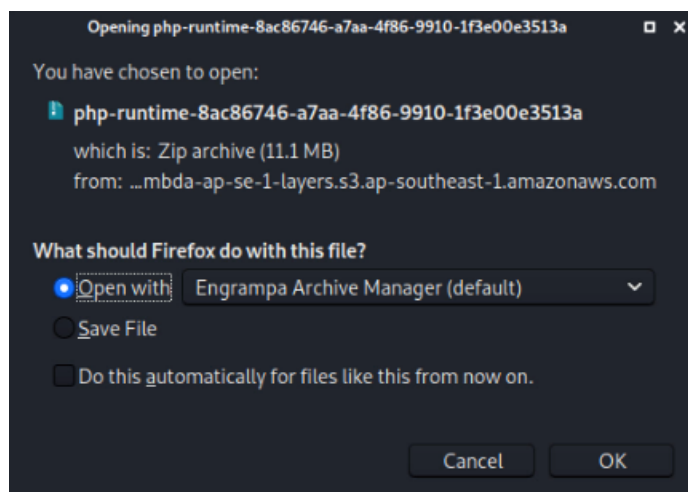 Opening php-runtime-8ac86746-a7aa-4f86-9910-1f3e00e3513a
You have chosen to open:
php-runtime-8ac86746-a7aa-4f86-9910-1f3e00e3513a
which is: Zip archive (11.1 MB)
from: ...mbda-ap-se-1-layers.s3.ap-southeast-1.amazonaws.com
What should Firefox do with this file?
Open with Engrampa Archive Manager (default)
Save File
Do this automatically for files like this from now on.
Cancel OK